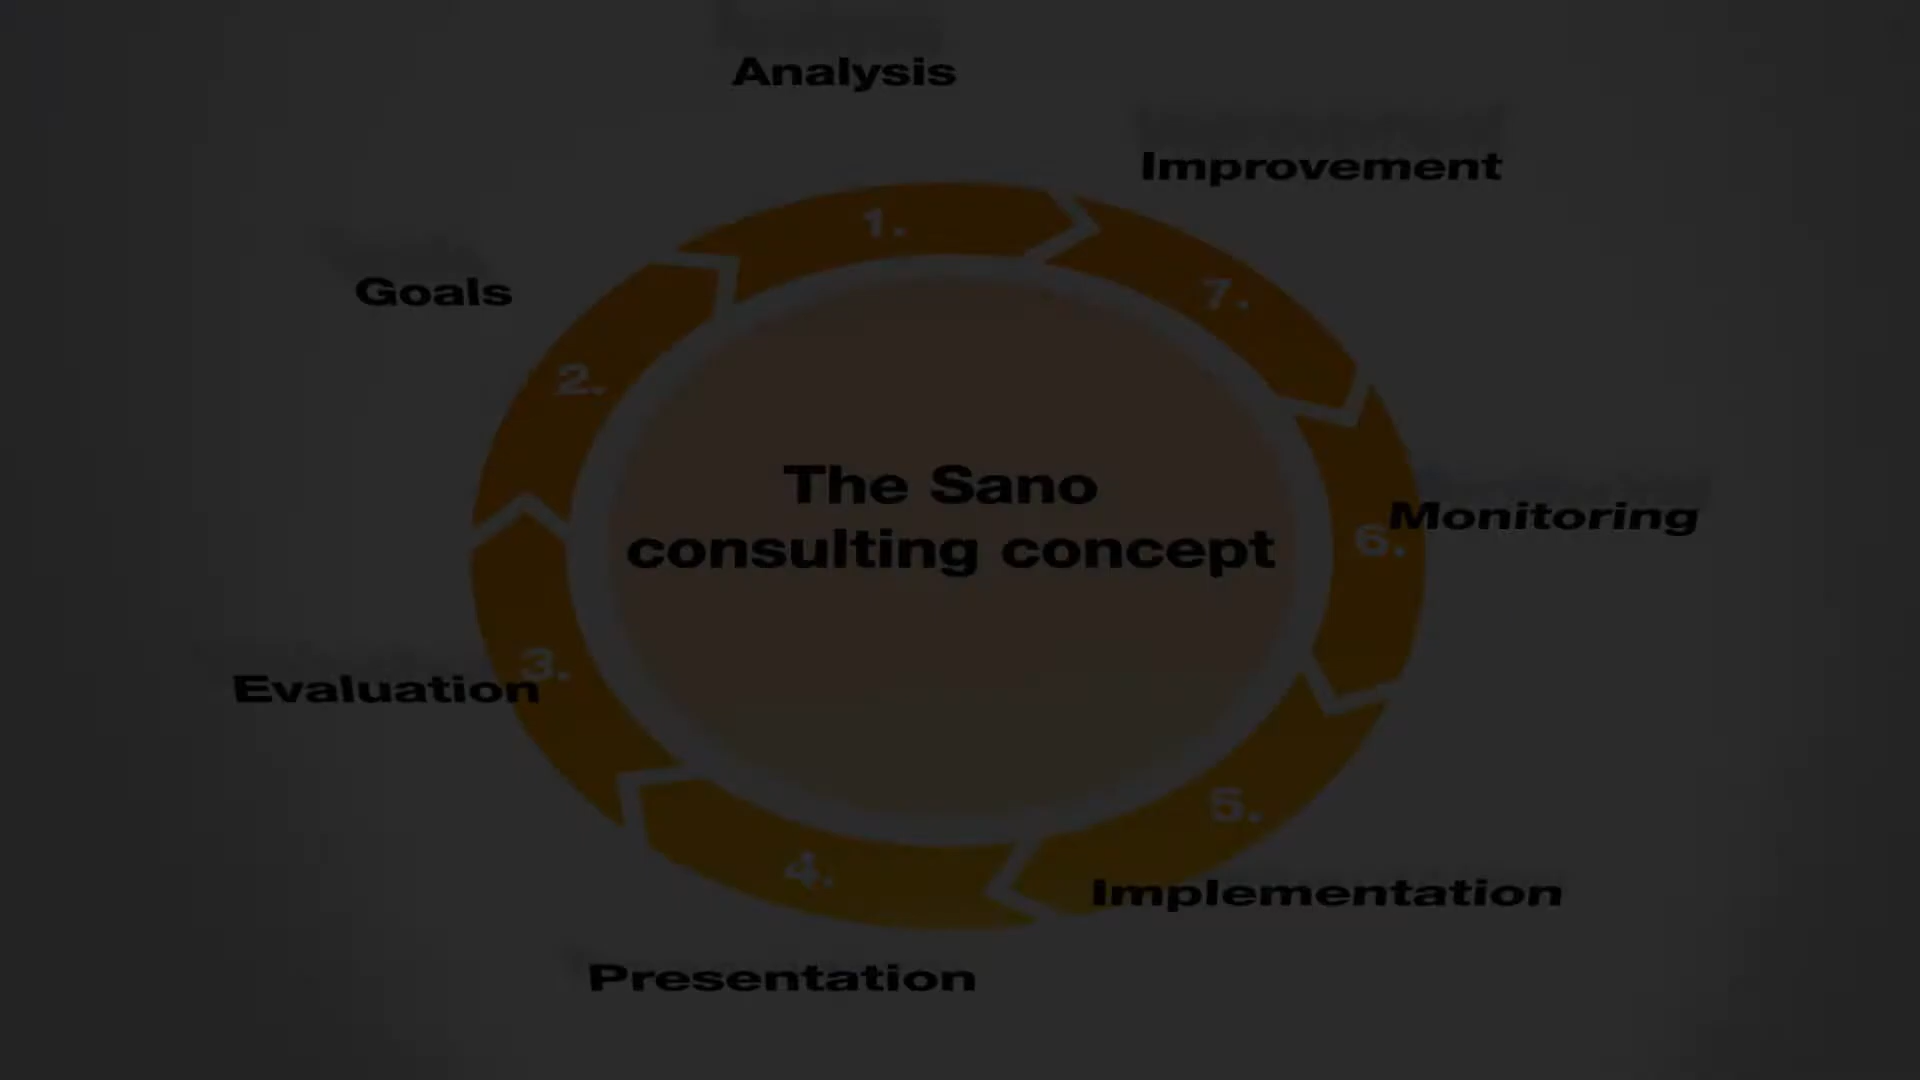 Analysis
Improvement
1.
7.
Goals
2.
The Sano
consulting concept
Monitoring
6.
3.
Evaluation
5.
4.
Implementation
Presentation